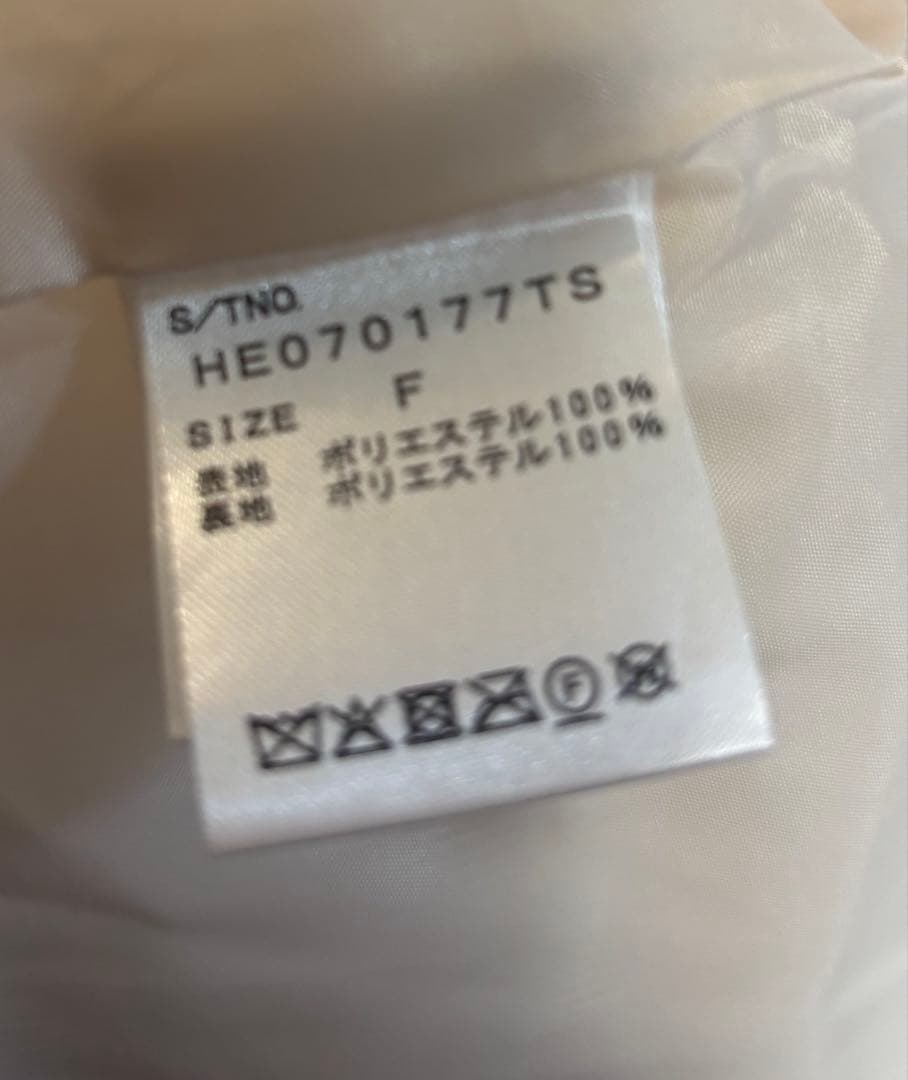 S/TNO.
HE070177TS
SIZE F
表地 ポリエステル100%
裏地 ポリエステル100%
F